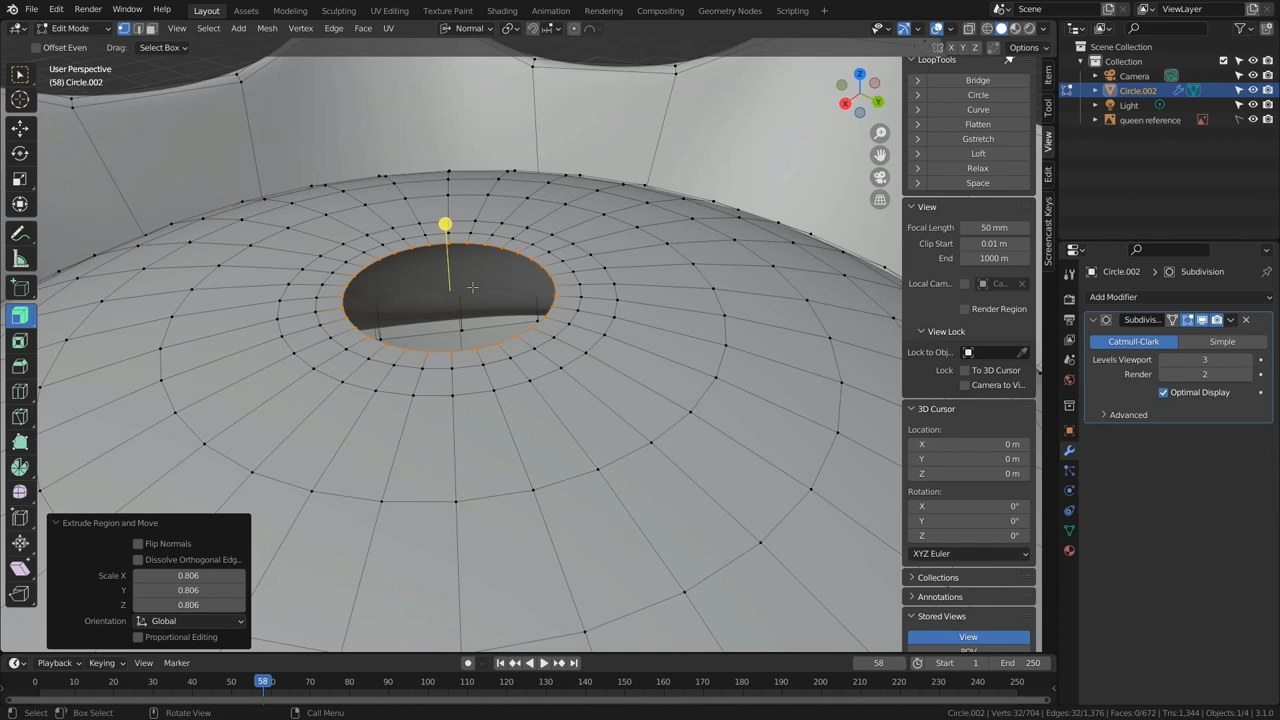 File Edit Render Window Help Layout Assets Modeling Sculpting UV Editing Texture Paint Shading Animation Rendering Compositing Geometry Nodes Scripting + Scene ViewLayer
Edit Mode View Select Add Mesh Vertex Edge Face UV Normal
Offset Even Drag: Select Box X Y Z Options
User Perspective
(58) Circle.002
Z
X
Y
LoopTools
Bridge
Circle
Curve
Flatten
Gstretch
Loft
Relax
Space
View
Focal Length 50 mm
Clip Start 0.01 m
End 1000 m
Local Cam... Ca...
Render Region
View Lock
Lock to Obj...
Lock To 3D Cursor
Camera to Vi...
3D Cursor
Location:
X 0 m
Y 0 m
Z 0 m
Rotation:
X 0°
Y 0°
Z 0°
XYZ Euler
Collections
Annotations
Stored Views
View
Item
Tool
View
Edit
Screencast Keys
Scene Collection
Collection
Camera
Circle.002
Light
queen reference
Circle.002 Subdivision
Add Modifier
Subdivis...
Catmull-Clark Simple
Levels Viewport 3
Render 2
Optimal Display
Advanced
Extrude Region and Move
Flip Normals
Dissolve Orthogonal Edg...
Scale X 0.806
Y 0.806
Z 0.806
Orientation Global
Proportional Editing
Playback Keying View Marker 58 Start 1 End 250
0 10 20 30 40 50 58 70 80 90 100 110 120 130 140 150 160 170 180 190 200 210 220 230 240 250
Select Box Select Rotate View Call Menu Circle.002 | Verts:32/704 | Edges:32/1,376 | Faces:0/672 | Tris:1,344 | Objects:1/4 | 3.1.0